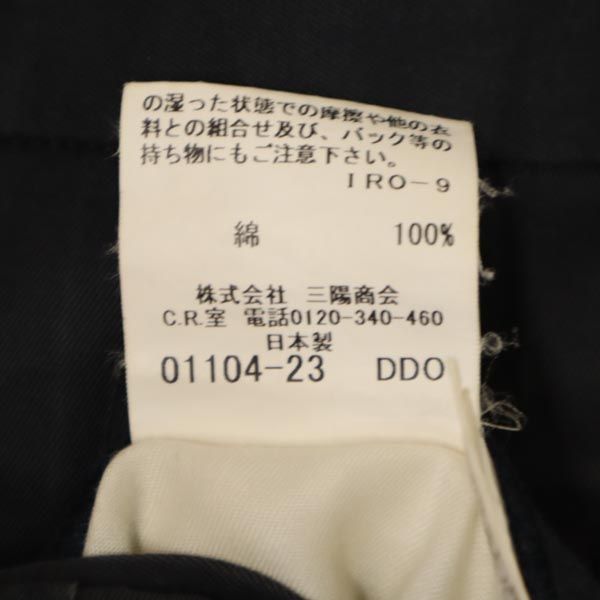 の湿った状態での摩擦や他の衣
料との組合せ及び、バック等の
持ち物にもご注意下さい。
IRO-9
綿 100%
株式会社 三陽商会
C.R.室 電話0120-340-460
日本製
01104-23 DDO